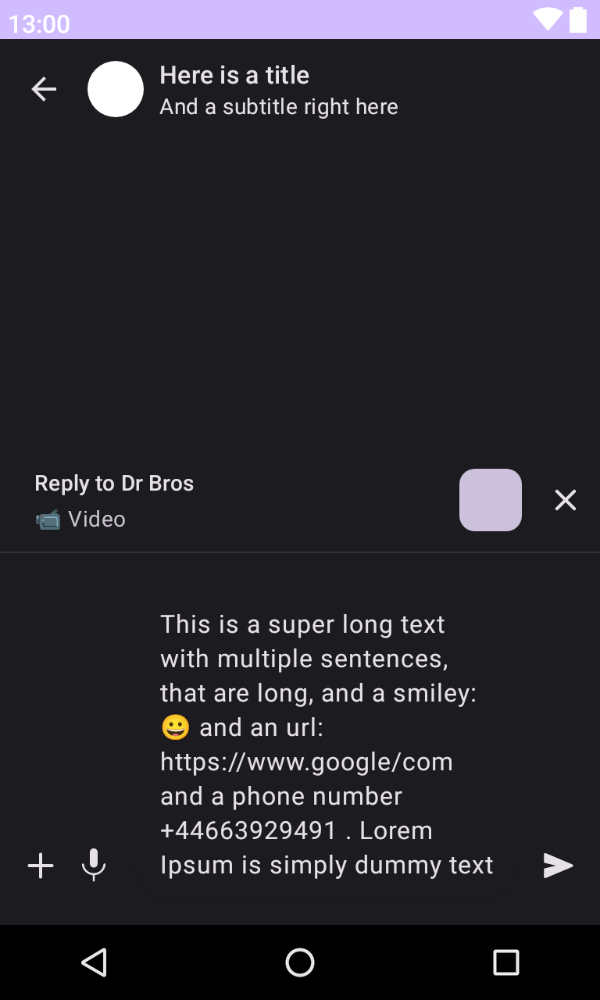 13:00
Here is a title
And a subtitle right here
Reply to Dr Bros
📹 Video
This is a super long text
with multiple sentences,
that are long, and a smiley:
😀 and an url:
https://www.google/com
and a phone number
+44663929491 . Lorem
Ipsum is simply dummy text